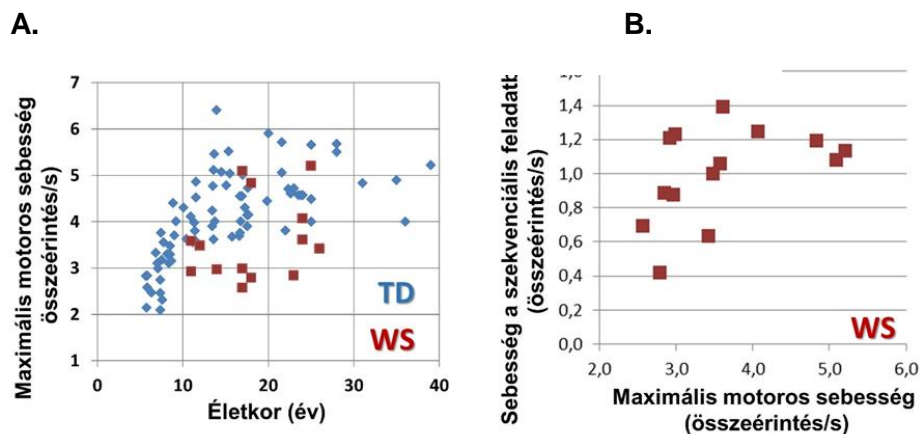 A.
Maximális motoros sebesség
összeérintés/s)
7
6
5
4
3
2
1
0
10
20
30
40
Életkor (év)
TD
WS
B.
Sebesség a szekvenciális feladatb
(összeérintés/s)
1,4
1,2
1,0
0,8
0,6
0,4
0,2
0,0
2,0
3,0
4,0
5,0
6,0
Maximális motoros sebesség
(összeérintés/s)
WS